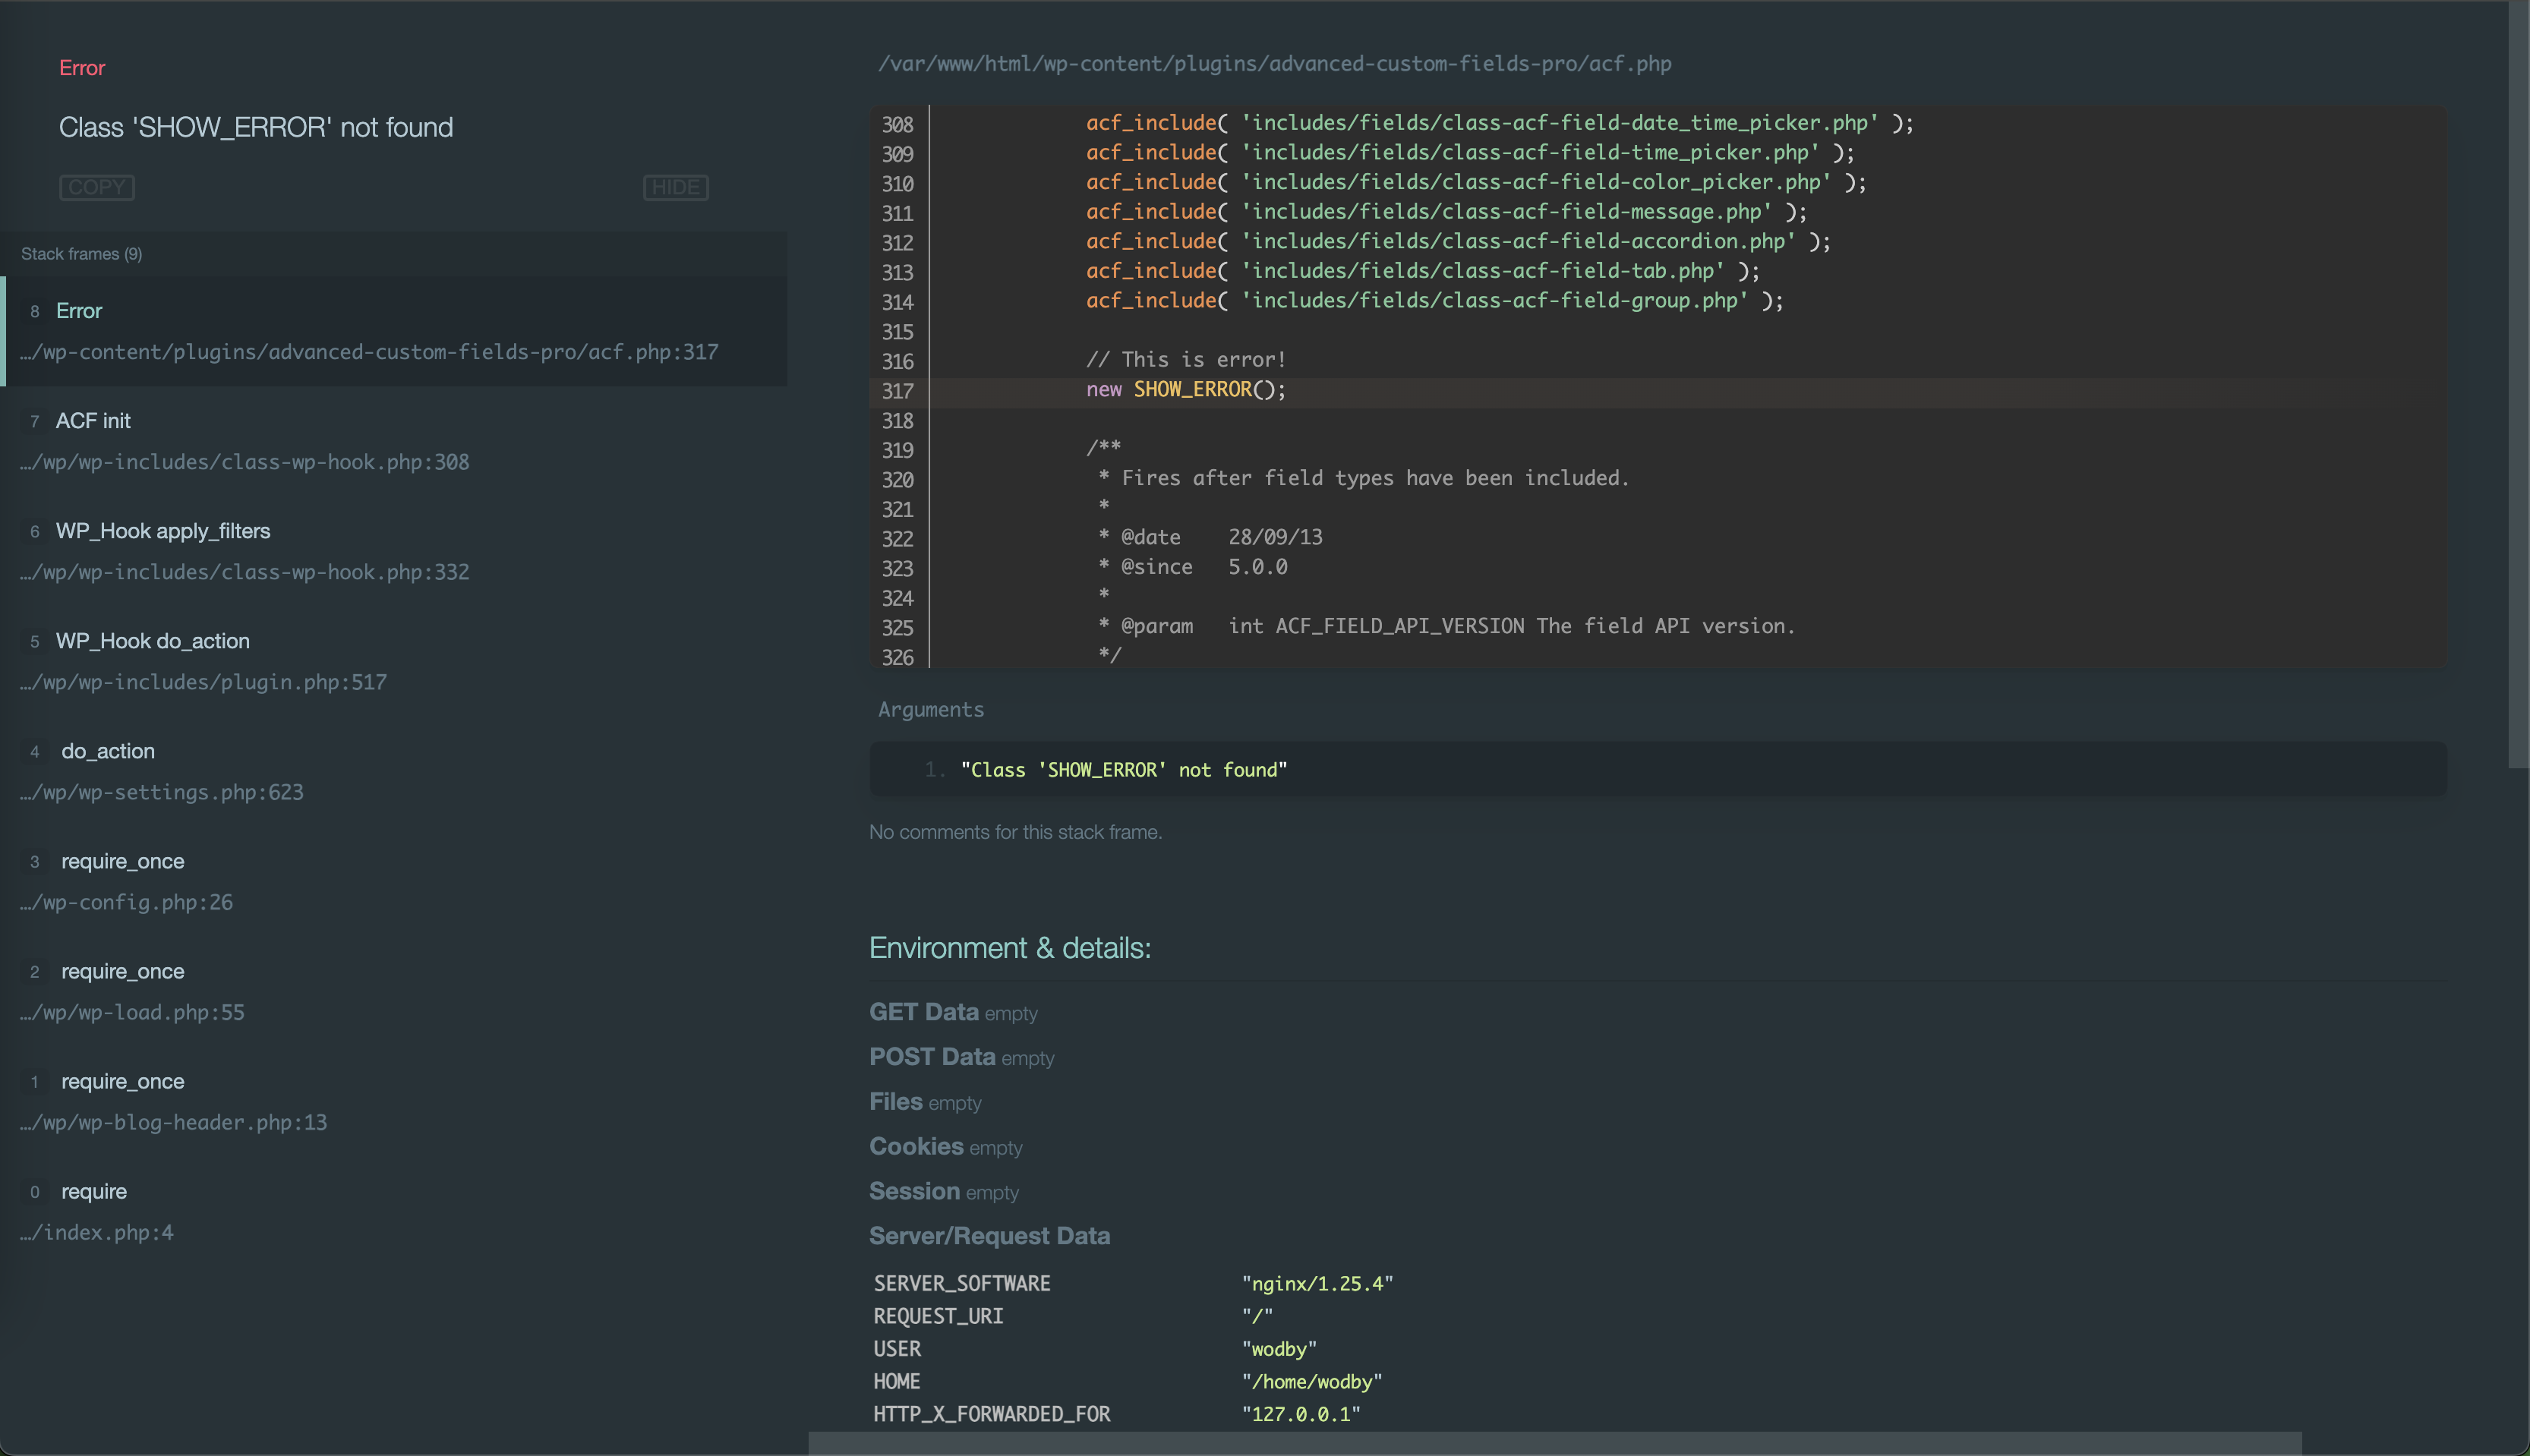 Error
Class 'SHOW_ERROR' not found
COPY
HIDE
Stack frames (9)
8 Error
…/wp-content/plugins/advanced-custom-fields-pro/acf.php:317
7 ACF init
…/wp/wp-includes/class-wp-hook.php:308
6 WP_Hook apply_filters
…/wp/wp-includes/class-wp-hook.php:332
5 WP_Hook do_action
…/wp/wp-includes/plugin.php:517
4 do_action
…/wp/wp-settings.php:623
3 require_once
…/wp-config.php:26
2 require_once
…/wp/wp-load.php:55
1 require_once
…/wp/wp-blog-header.php:13
0 require
…/index.php:4
/var/www/html/wp-content/plugins/advanced-custom-fields-pro/acf.php
308 acf_include( 'includes/fields/class-acf-field-date_time_picker.php' );
309 acf_include( 'includes/fields/class-acf-field-time_picker.php' );
310 acf_include( 'includes/fields/class-acf-field-color_picker.php' );
311 acf_include( 'includes/fields/class-acf-field-message.php' );
312 acf_include( 'includes/fields/class-acf-field-accordion.php' );
313 acf_include( 'includes/fields/class-acf-field-tab.php' );
314 acf_include( 'includes/fields/class-acf-field-group.php' );
315
316 // This is error!
317 new SHOW_ERROR();
318
319 /**
320 * Fires after field types have been included.
321 *
322 * @date 28/09/13
323 * @since 5.0.0
324 *
325 * @param int ACF_FIELD_API_VERSION The field API version.
326 */
Arguments
1. "Class 'SHOW_ERROR' not found"
No comments for this stack frame.
Environment & details:
GET Data empty
POST Data empty
Files empty
Cookies empty
Session empty
Server/Request Data
SERVER_SOFTWARE "nginx/1.25.4"
REQUEST_URI "/"
USER "wodby"
HOME "/home/wodby"
HTTP_X_FORWARDED_FOR "127.0.0.1"